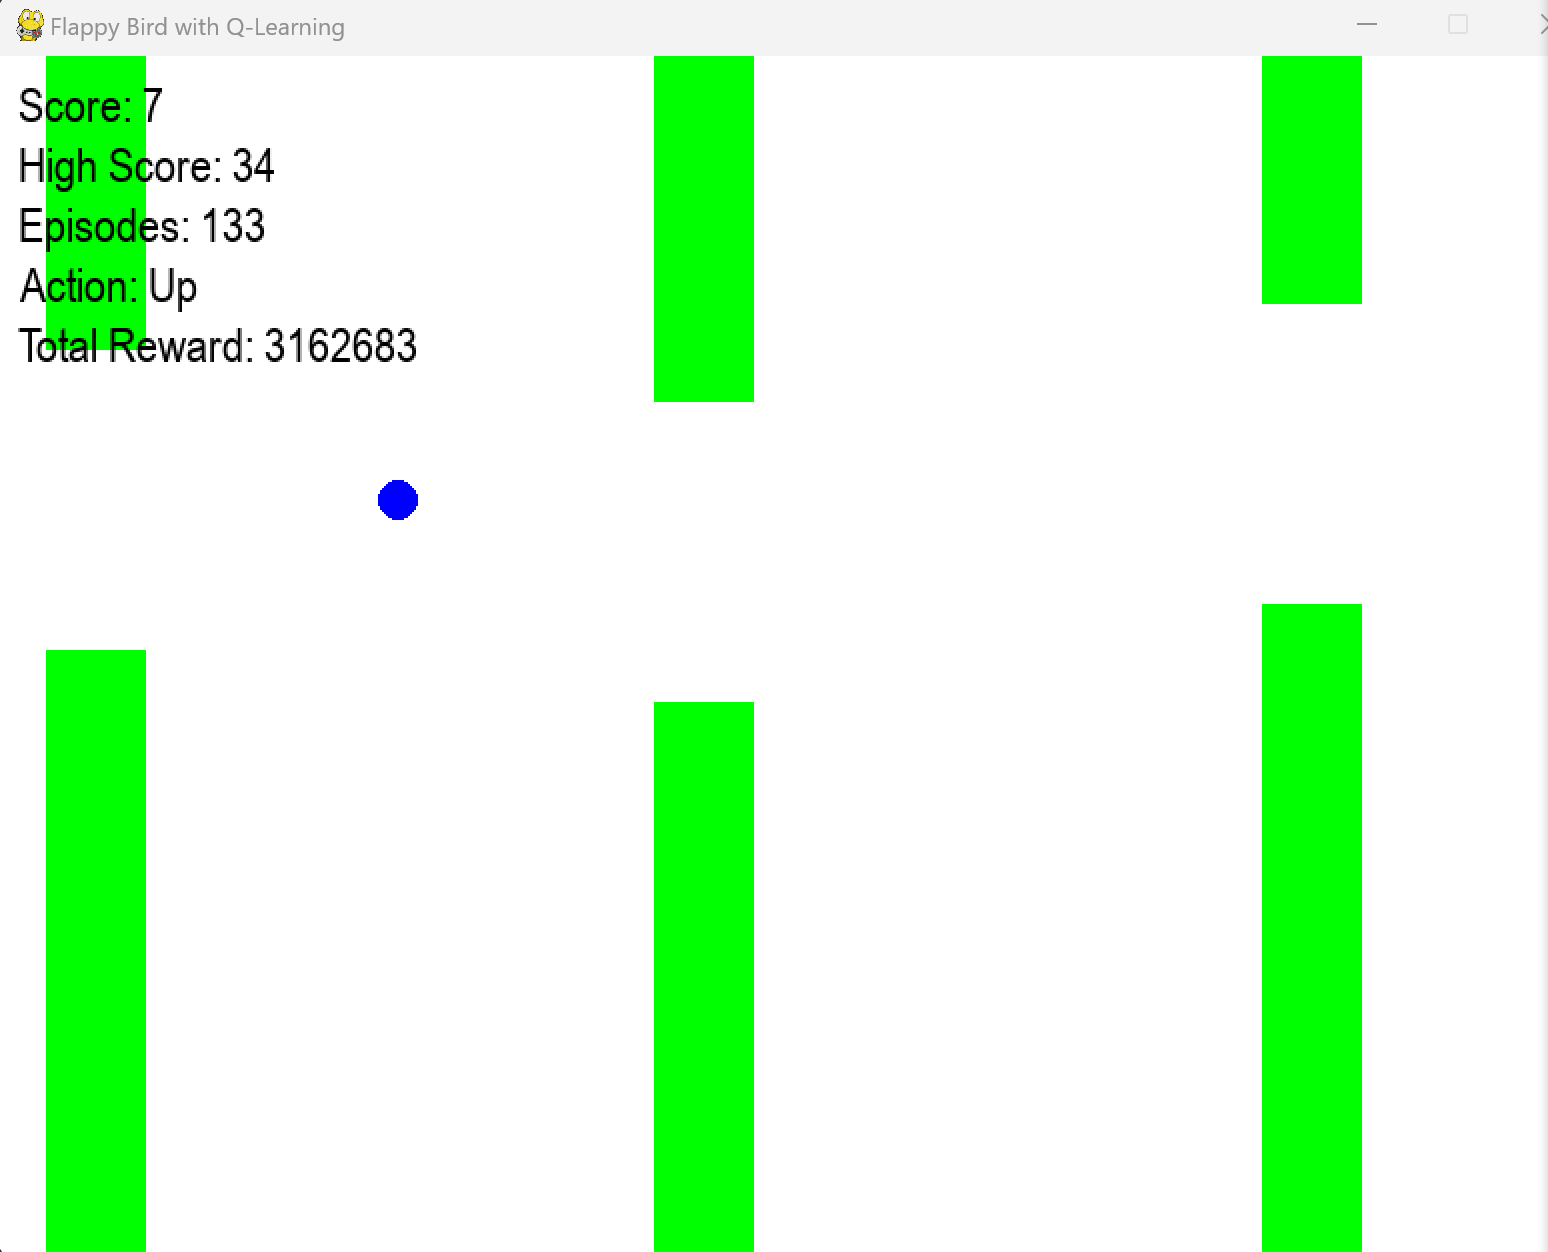 Flappy Bird with Q-Learning
Score: 7
High Score: 34
Episodes: 133
Action: Up
Total Reward: 3162683